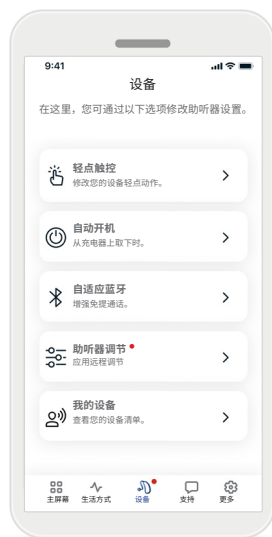 9:41
设备
在这里，您可通过以下选项修改助听器设置。
轻点触控
修改您的设备轻点动作。
自动开机
从充电器上取下时。
自适应蓝牙
增强免提通话。
助听器调节
应用远程调节
我的设备
查看您的设备清单。
主屏幕 生活方式 设备 支持 更多